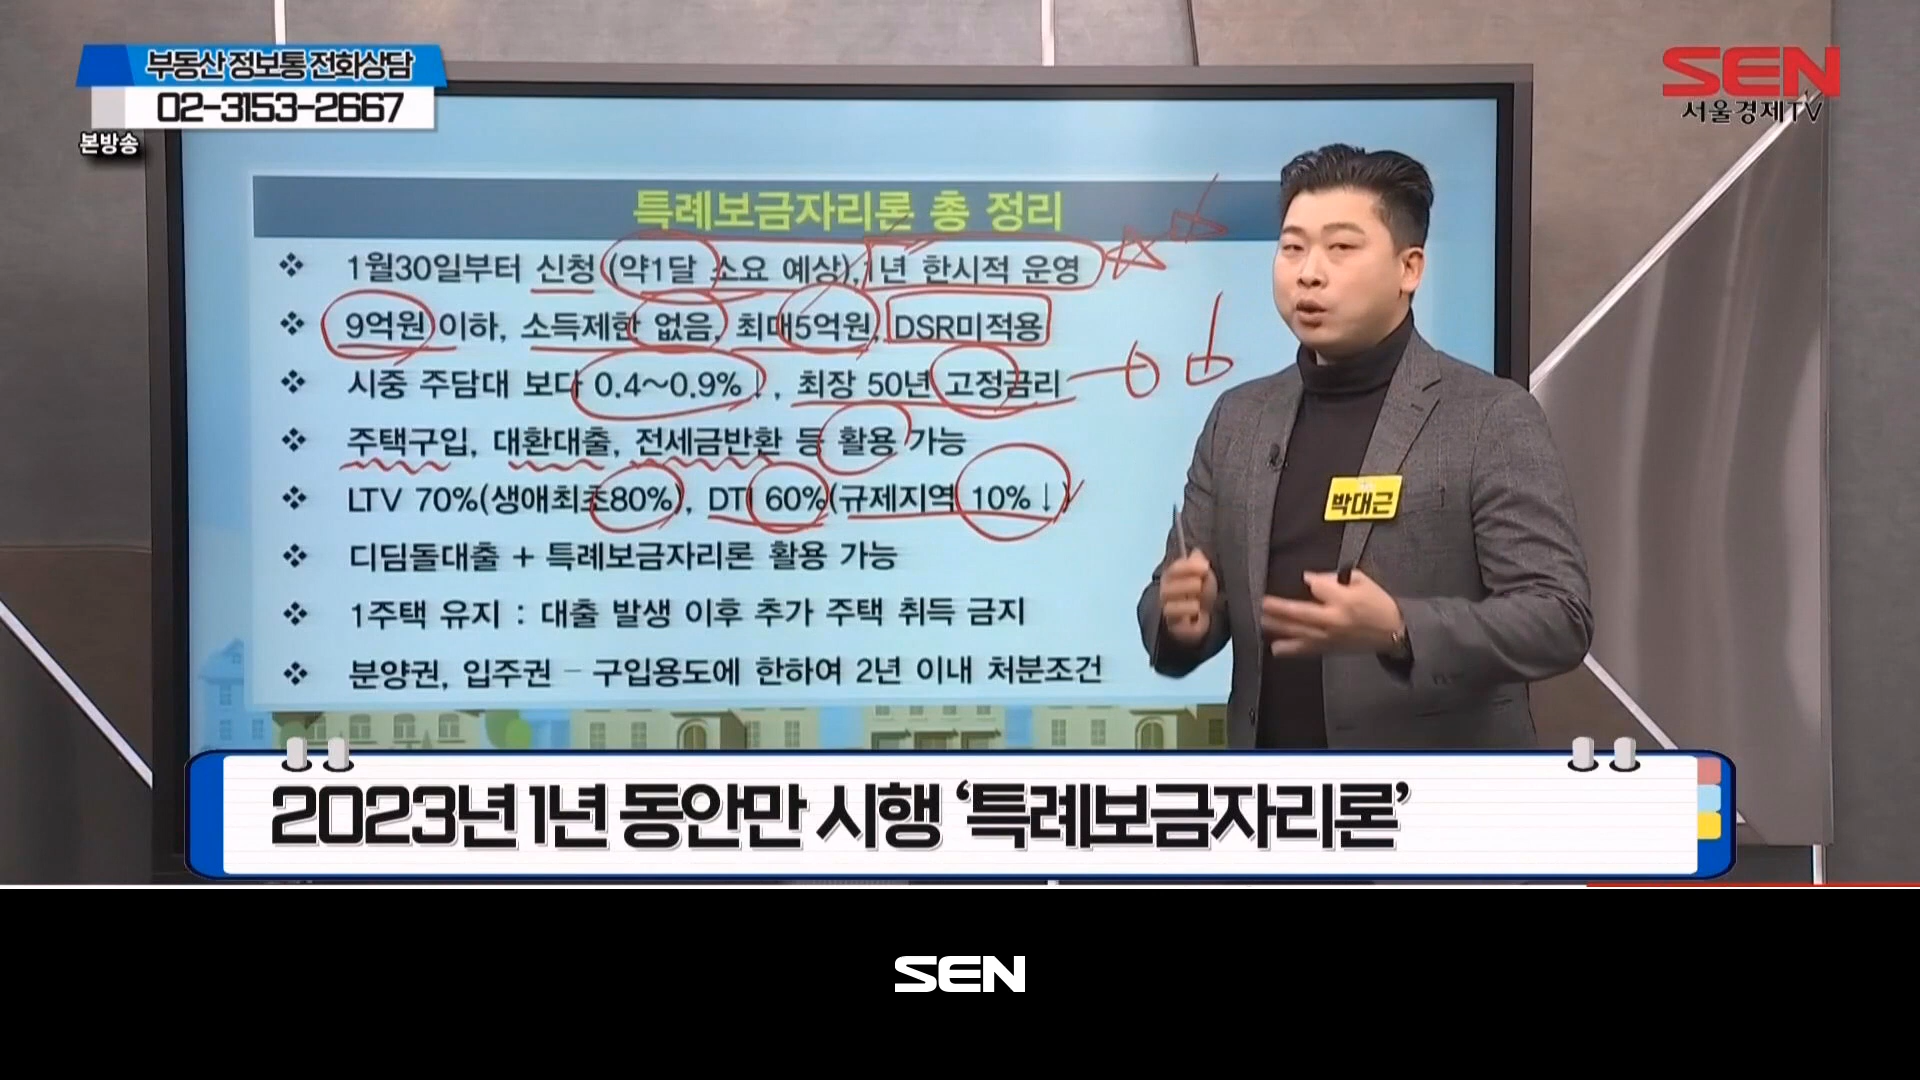 부동산 정보통 전화상담
02-3153-2667
본방송
SEN
서울경제TV
특례보금자리론 총 정리
❖ 1월30일부터 신청 (약1달 소요 예상), 1년 한시적 운영
❖ 9억원 이하, 소득제한 없음, 최대5억원, DSR미적용
❖ 시중 주담대 보다 0.4~0.9%↓, 최장 50년 고정금리
❖ 주택구입, 대환대출, 전세금반환 등 활용 가능
❖ LTV 70%(생애최초80%), DTI 60%(규제지역 10%↓)
❖ 디딤돌대출 + 특례보금자리론 활용 가능
❖ 1주택 유지 : 대출 발생 이후 추가 주택 취득 금지
❖ 분양권, 입주권 – 구입용도에 한하여 2년 이내 처분조건
박대근
2023년 1년 동안만 시행 ‘특례보금자리론’
SEN